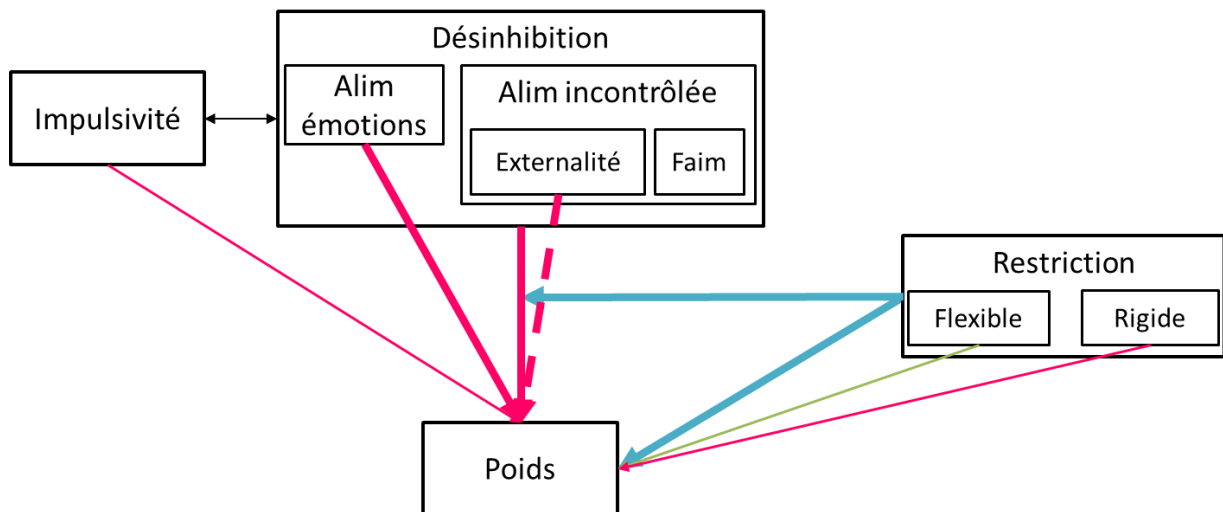 Désinhibition
Impulsivité
Alim
émotions
Alim incontrôlée
Externalité
Faim
Restriction
Flexible
Rigide
Poids